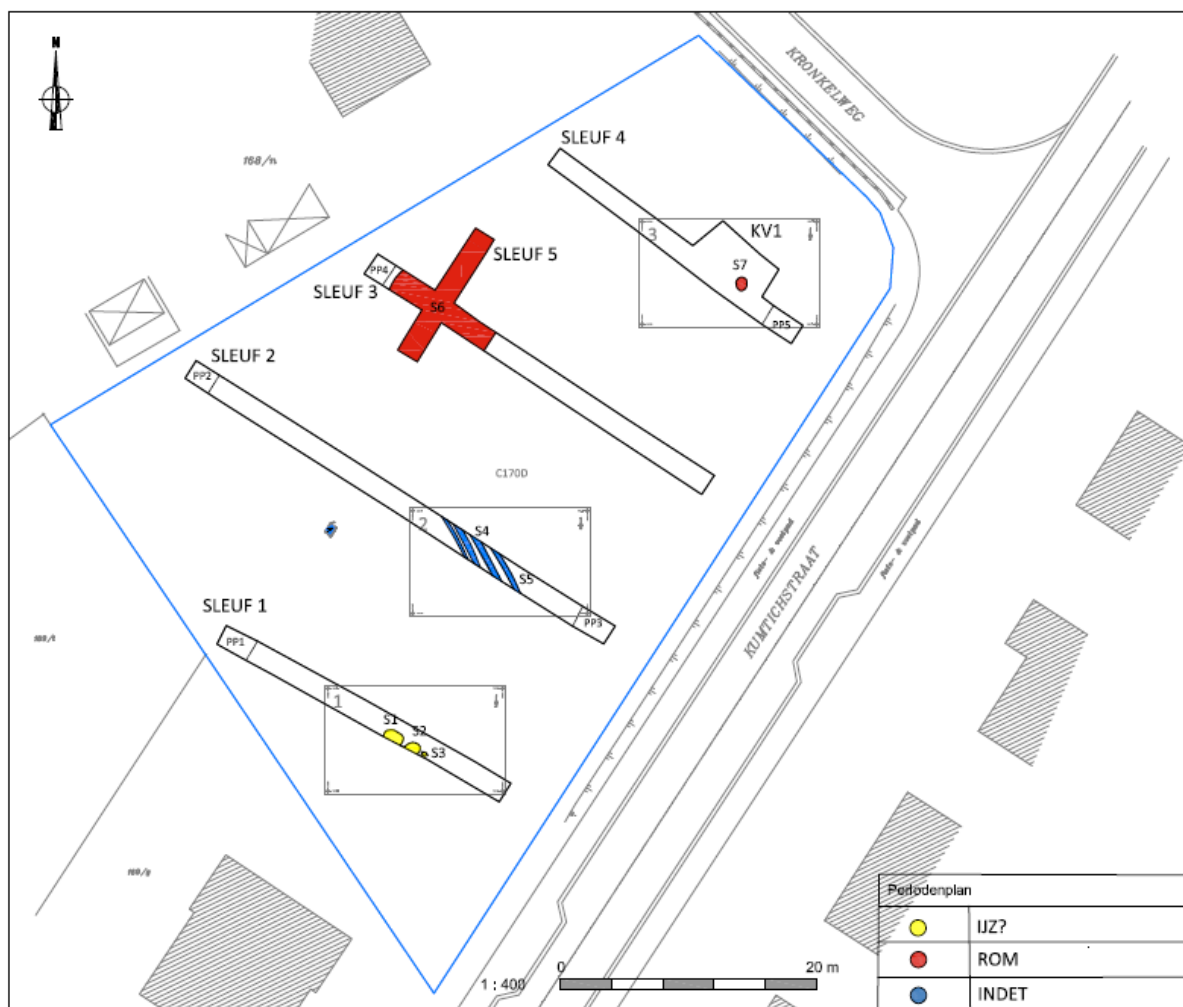 N
KRONKELWEG
SLEUF 4
168/n
3
KV1
S7
SLEUF 5
PP4
SLEUF 3
S6
PP5
SLEUF 2
PP2
C170D
2
S4
S5
PP3
KUMTICHSTRAAT
SLEUF 1
PP1
1
S1
S2
S3
Periodenplan
IJZ?
ROM
INDET
1 : 400
0
20 m